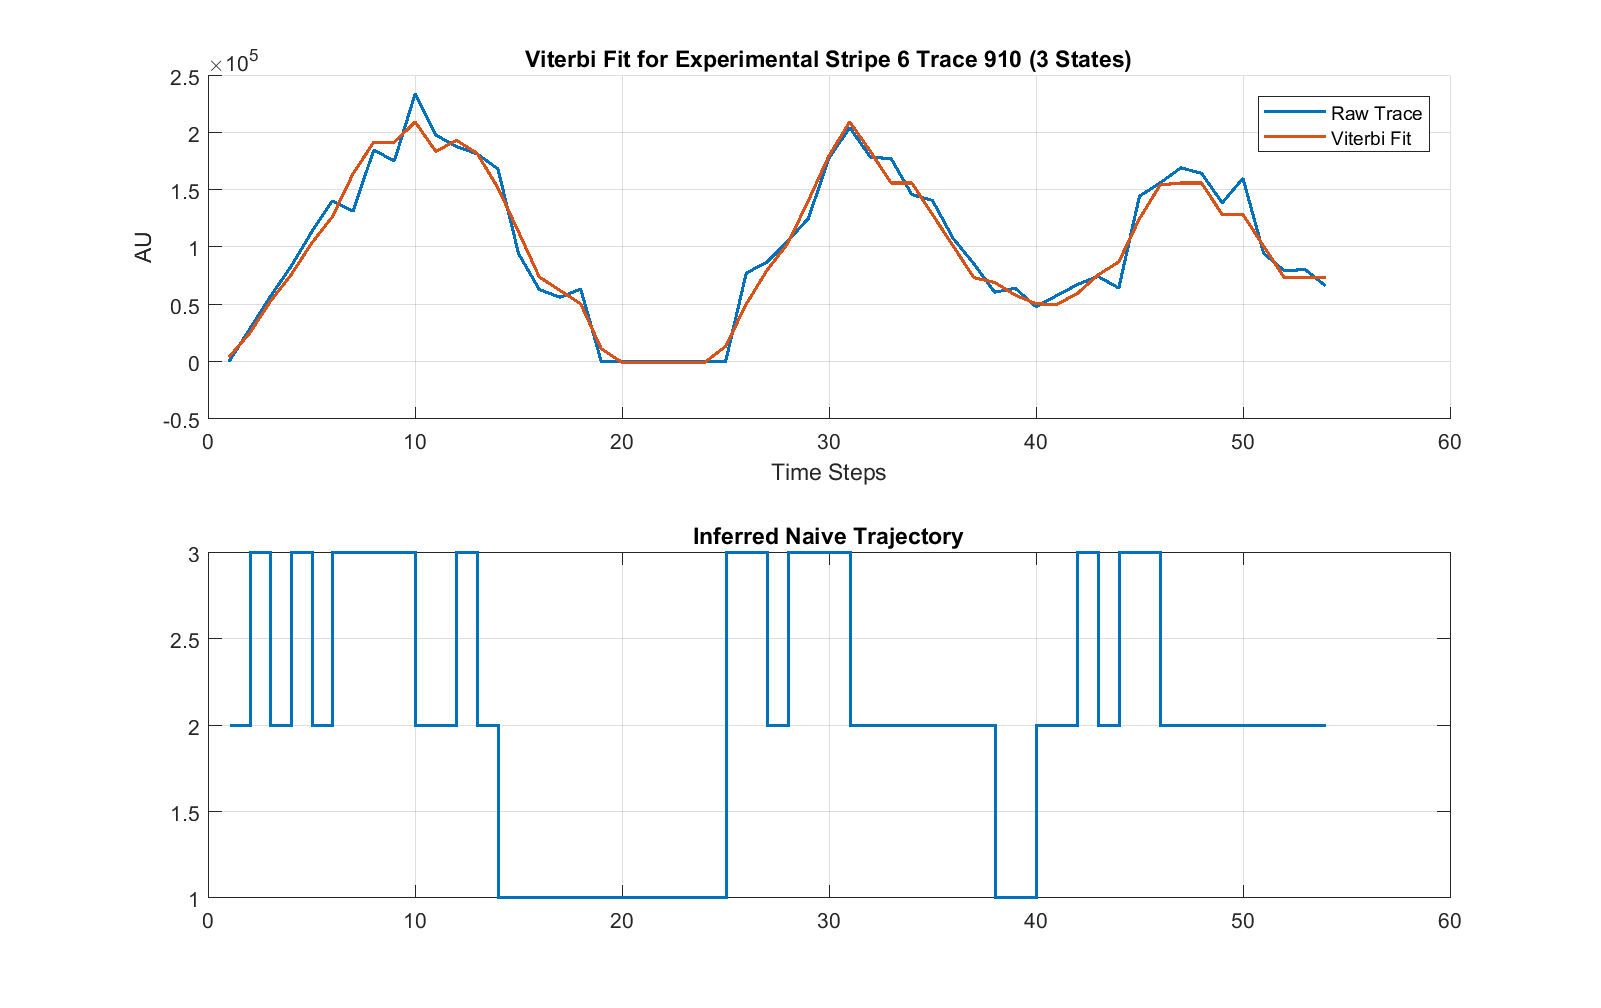 Viterbi Fit for Experimental Stripe 6 Trace 910 (3 States)
×10^5
2.5
2
1.5
1
0.5
0
-0.5
AU
Raw Trace
Viterbi Fit
0 10 20 30 40 50 60
Time Steps
Inferred Naive Trajectory
3
2.5
2
1.5
1
0 10 20 30 40 50 60